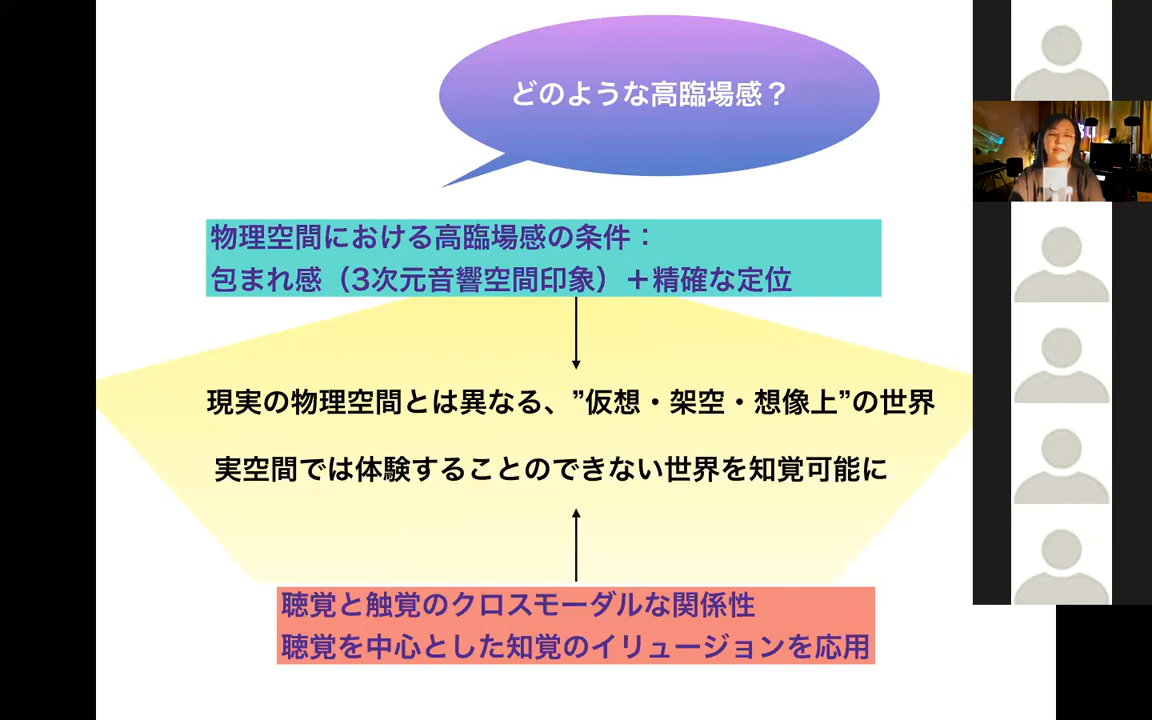 どのような高臨場感？
物理空間における高臨場感の条件：
包まれ感（3次元音響空間印象）＋精確な定位
現実の物理空間とは異なる、”仮想・架空・想像上”の世界
実空間では体験することのできない世界を知覚可能に
聴覚と触覚のクロスモーダルな関係性
聴覚を中心とした知覚のイリュージョンを応用